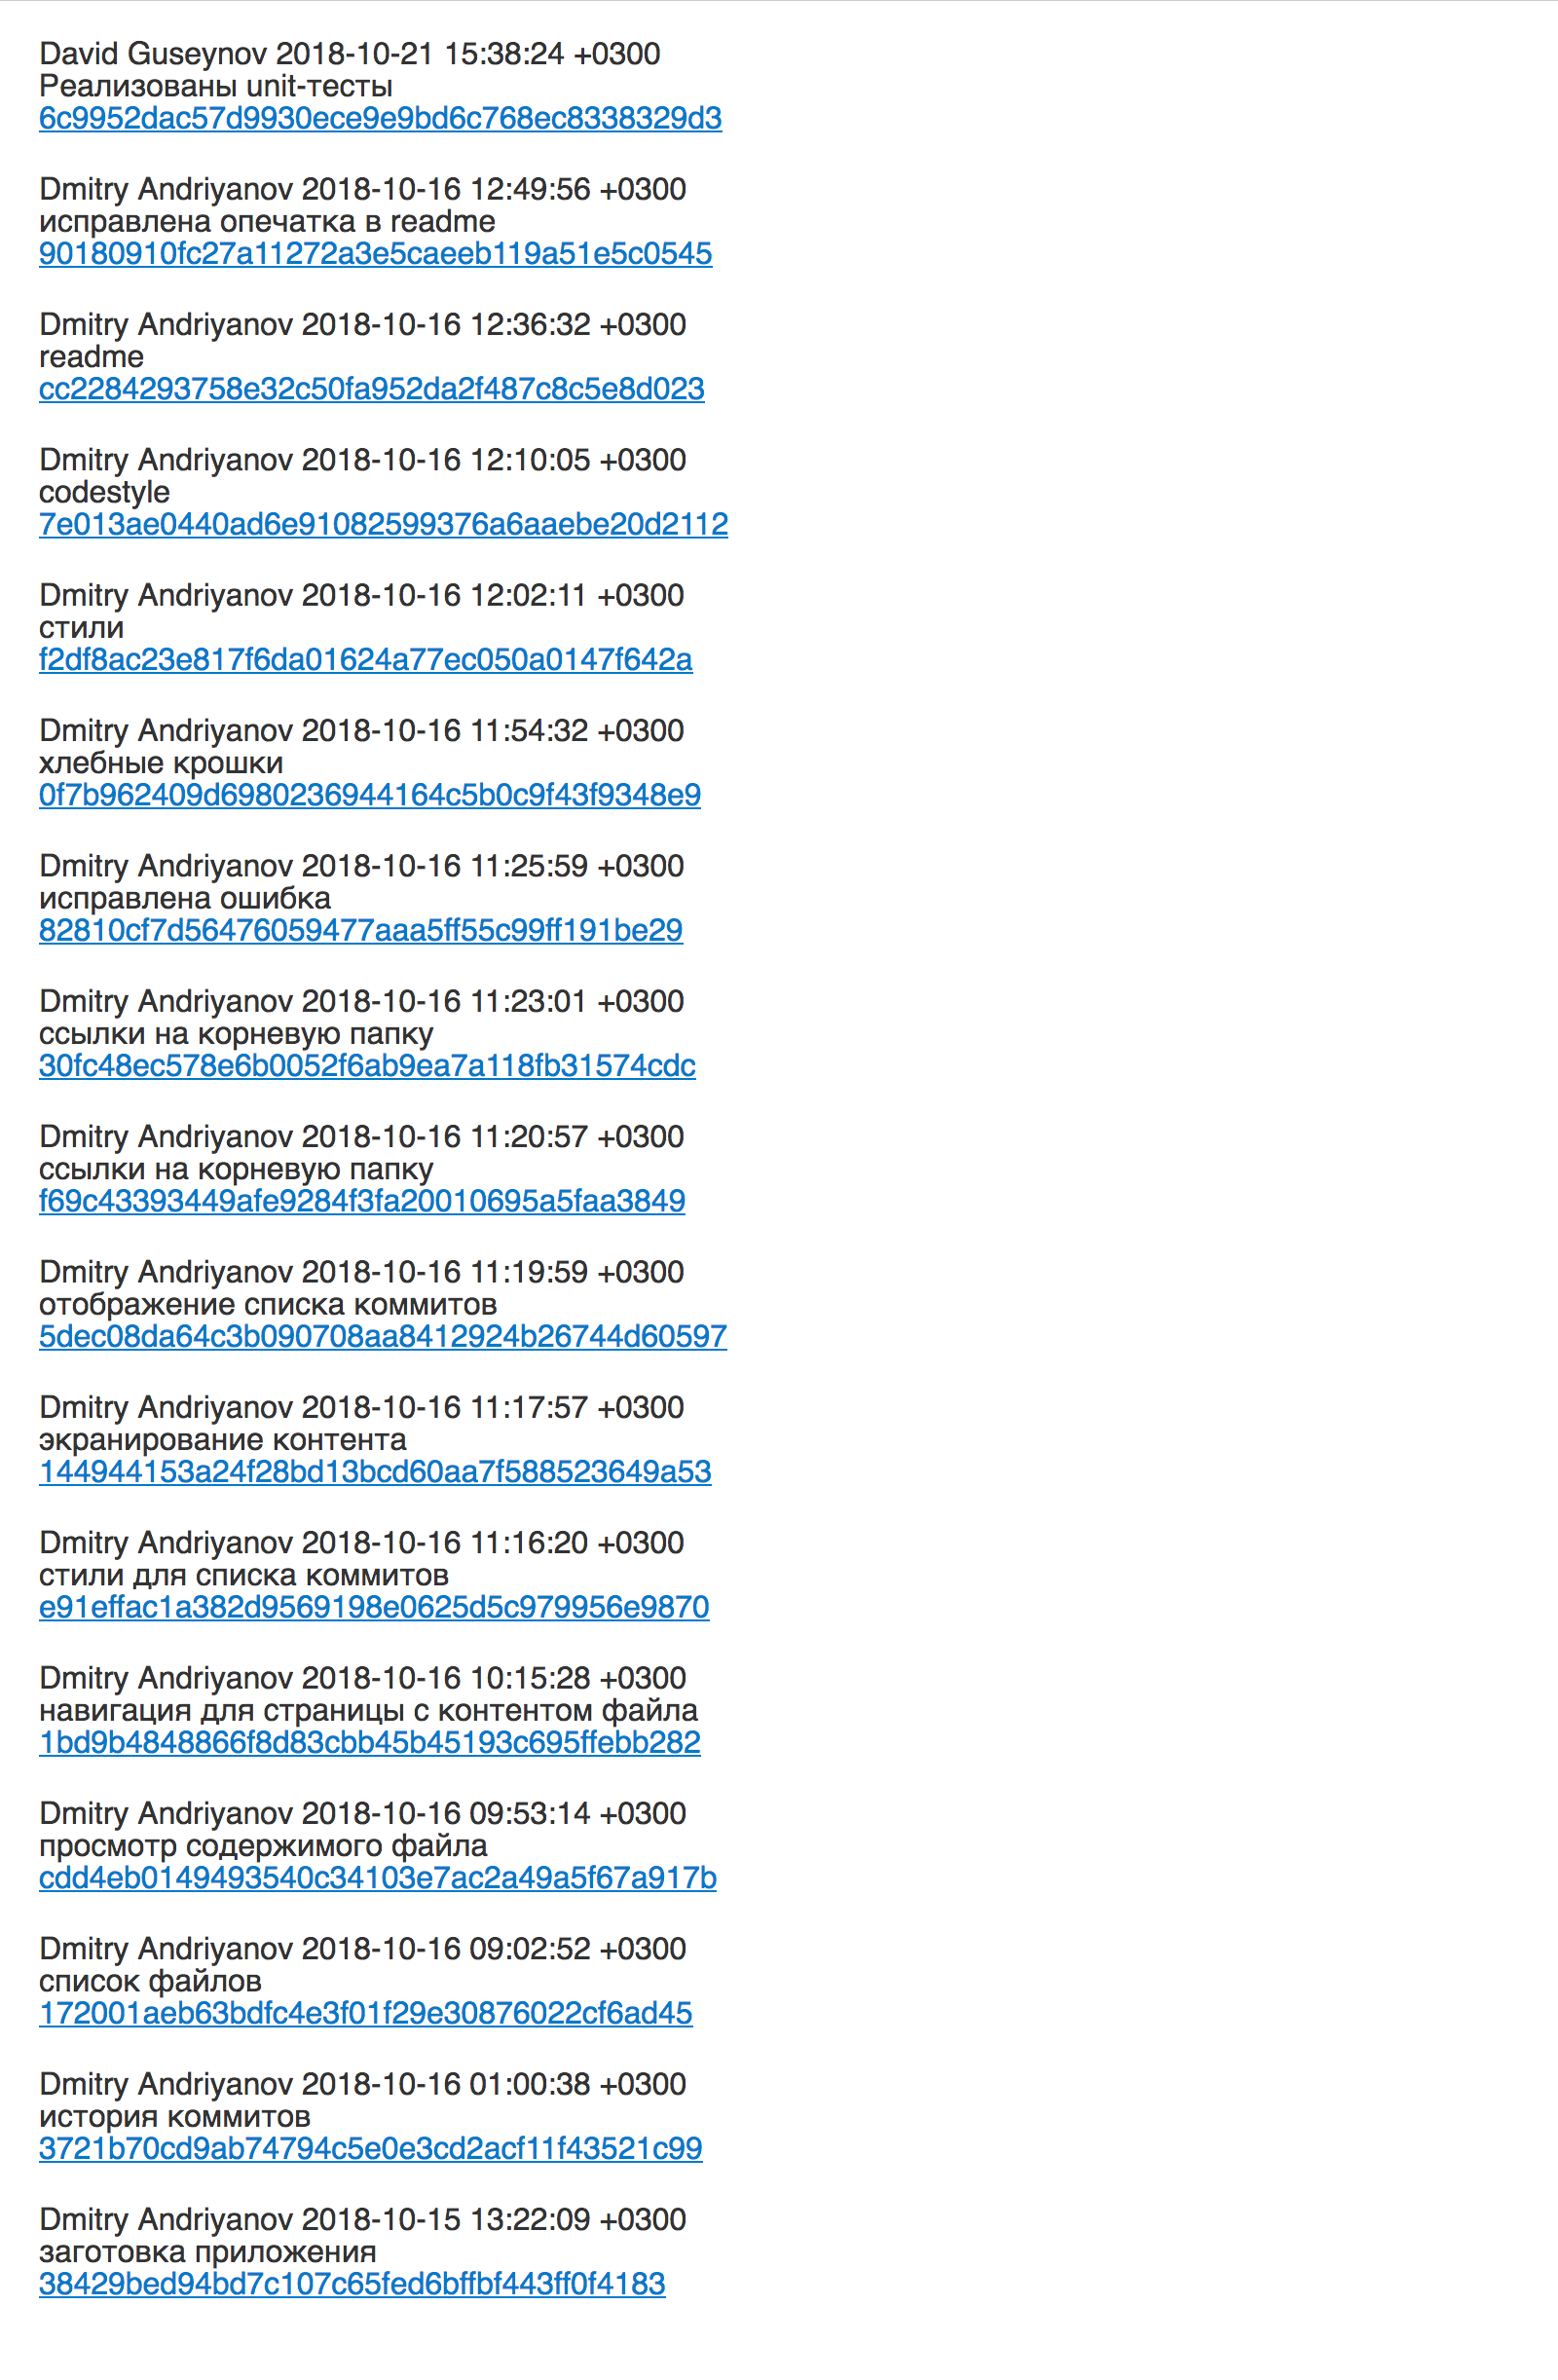 David Guseynov 2018-10-21 15:38:24 +0300
Реализованы unit-тесты
6c9952dac57d9930ece9e9bd6c768ec8338329d3
Dmitry Andriyanov 2018-10-16 12:49:56 +0300
исправлена опечатка в readme
90180910fc27a11272a3e5caeeb119a51e5c0545
Dmitry Andriyanov 2018-10-16 12:36:32 +0300
readme
cc2284293758e32c50fa952da2f487c8c5e8d023
Dmitry Andriyanov 2018-10-16 12:10:05 +0300
codestyle
7e013ae0440ad6e91082599376a6aaebe20d2112
Dmitry Andriyanov 2018-10-16 12:02:11 +0300
стили
f2df8ac23e817f6da01624a77ec050a0147f642a
Dmitry Andriyanov 2018-10-16 11:54:32 +0300
хлебные крошки
0f7b962409d6980236944164c5b0c9f43f9348e9
Dmitry Andriyanov 2018-10-16 11:25:59 +0300
исправлена ошибка
82810cf7d56476059477aaa5ff55c99ff191be29
Dmitry Andriyanov 2018-10-16 11:23:01 +0300
ссылки на корневую папку
30fc48ec578e6b0052f6ab9ea7a118fb31574cdc
Dmitry Andriyanov 2018-10-16 11:20:57 +0300
ссылки на корневую папку
f69c43393449afe9284f3fa20010695a5faa3849
Dmitry Andriyanov 2018-10-16 11:19:59 +0300
отображение списка коммитов
5dec08da64c3b090708aa8412924b26744d60597
Dmitry Andriyanov 2018-10-16 11:17:57 +0300
экранирование контента
144944153a24f28bd13bcd60aa7f588523649a53
Dmitry Andriyanov 2018-10-16 11:16:20 +0300
стили для списка коммитов
e91effac1a382d9569198e0625d5c979956e9870
Dmitry Andriyanov 2018-10-16 10:15:28 +0300
навигация для страницы с контентом файла
1bd9b4848866f8d83cbb45b45193c695ffebb282
Dmitry Andriyanov 2018-10-16 09:53:14 +0300
просмотр содержимого файла
cdd4eb0149493540c34103e7ac2a49a5f67a917b
Dmitry Andriyanov 2018-10-16 09:02:52 +0300
список файлов
172001aeb63bdfc4e3f01f29e30876022cf6ad45
Dmitry Andriyanov 2018-10-16 01:00:38 +0300
история коммитов
3721b70cd9ab74794c5e0e3cd2acf11f43521c99
Dmitry Andriyanov 2018-10-15 13:22:09 +0300
заготовка приложения
38429bed94bd7c107c65fed6bffbf443ff0f4183